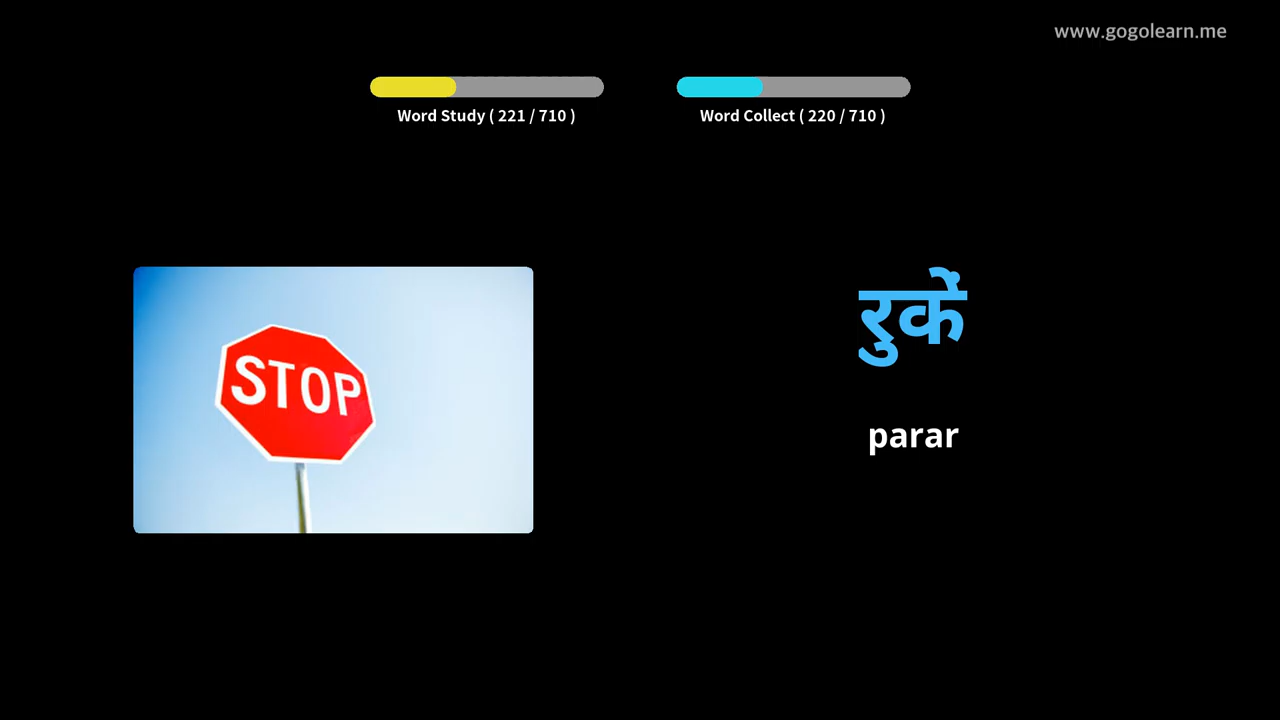 www.gogolearn.me
Word Study ( 221 / 710 )
Word Collect ( 220 / 710 )
STOP
रुकें
parar